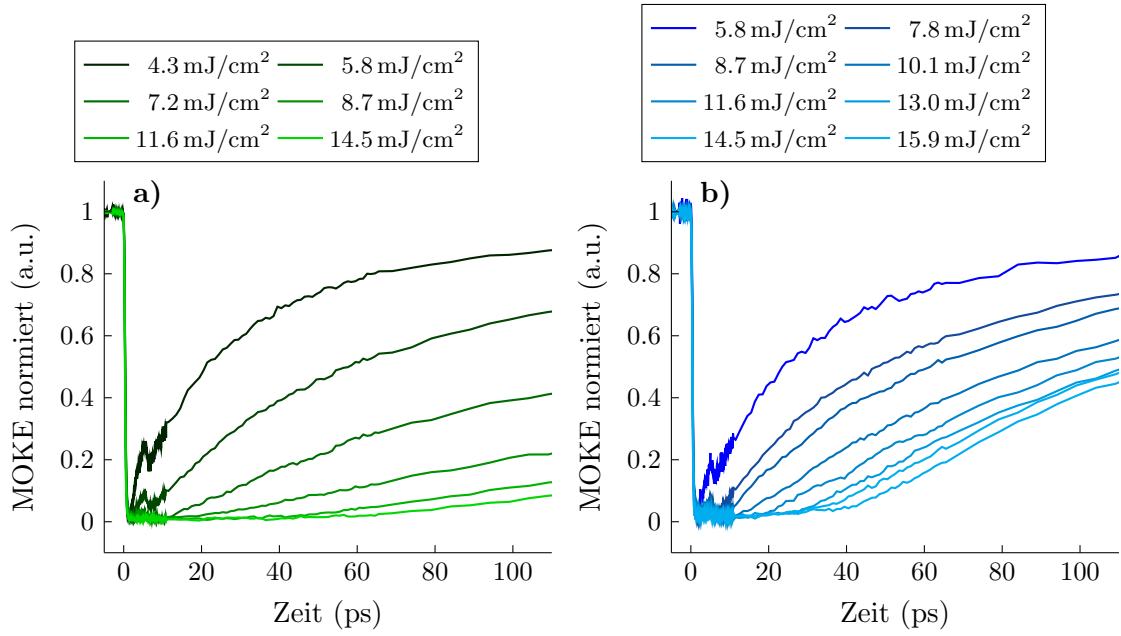 4.3 mJ/cm² 5.8 mJ/cm²
7.2 mJ/cm² 8.7 mJ/cm²
11.6 mJ/cm² 14.5 mJ/cm²
a)
MOKE normiert (a.u.)
1
0.8
0.6
0.4
0.2
0
0 20 40 60 80 100
Zeit (ps)
5.8 mJ/cm² 7.8 mJ/cm²
8.7 mJ/cm² 10.1 mJ/cm²
11.6 mJ/cm² 13.0 mJ/cm²
14.5 mJ/cm² 15.9 mJ/cm²
b)
MOKE normiert (a.u.)
1
0.8
0.6
0.4
0.2
0
0 20 40 60 80 100
Zeit (ps)